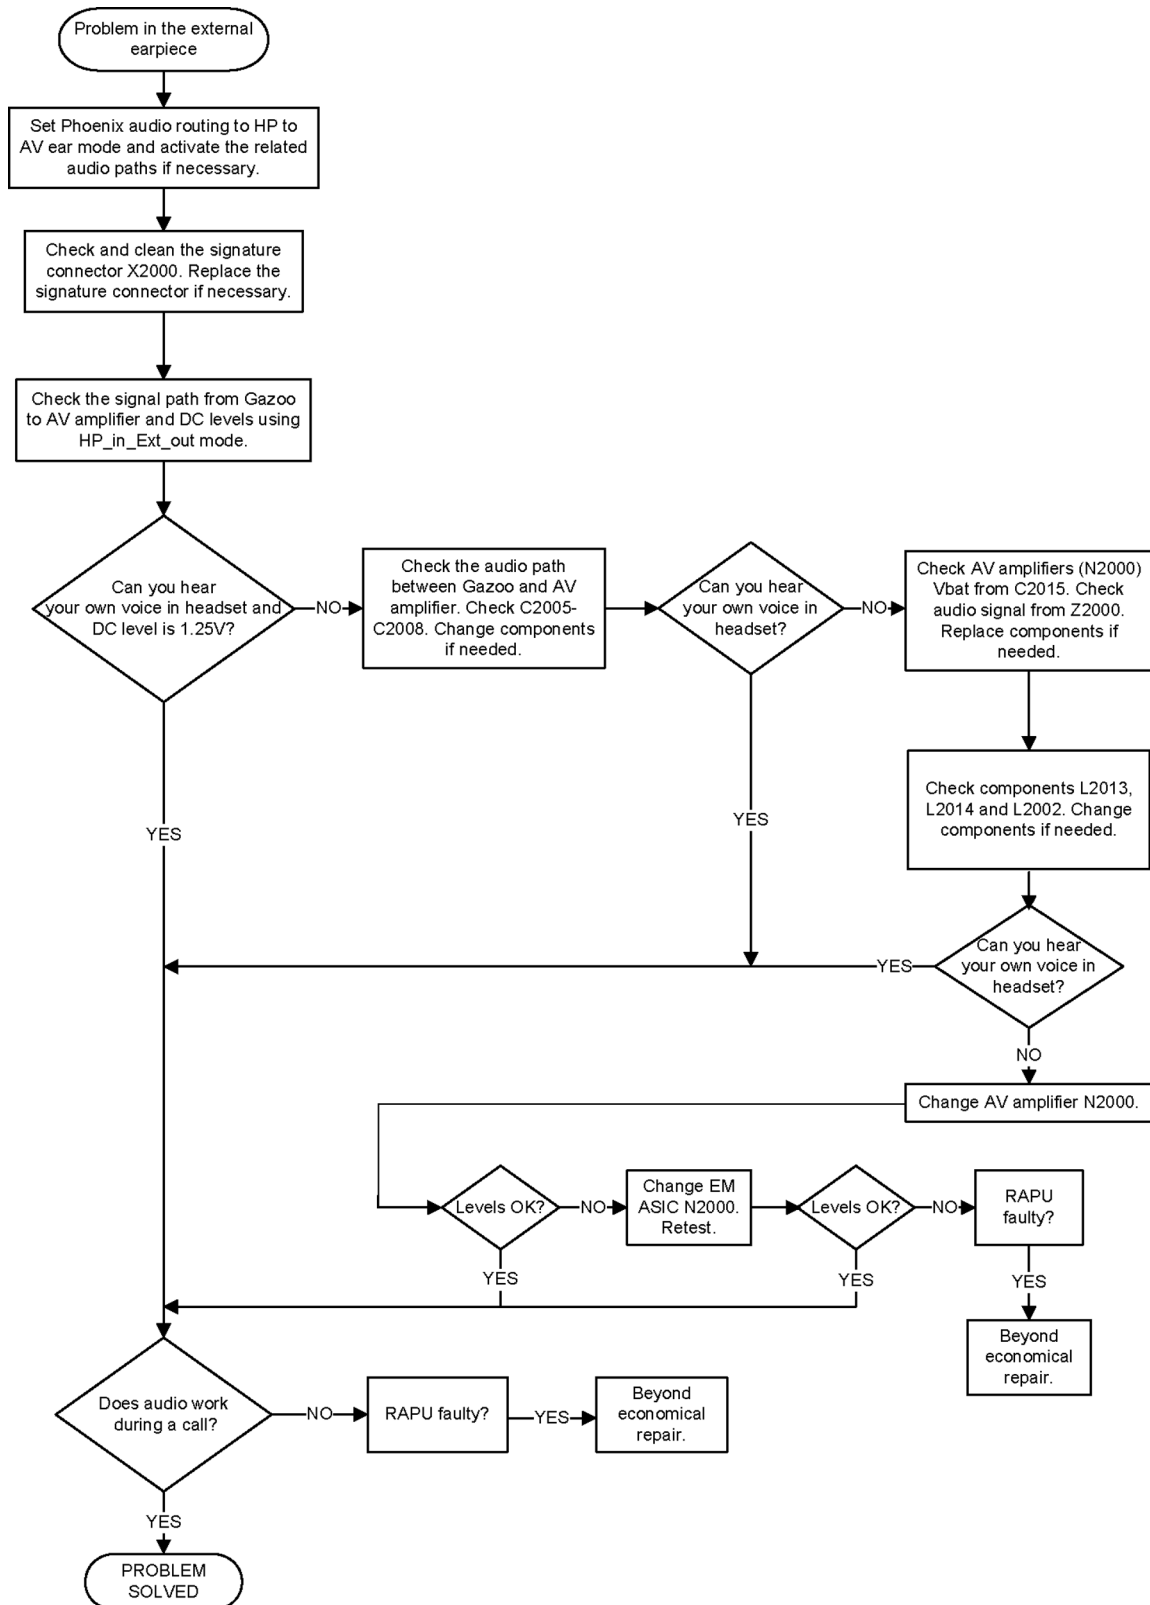 Problem in the external
earpiece
Set Phoenix audio routing to HP to
AV ear mode and activate the related
audio paths if necessary.
Check and clean the signature
connector X2000. Replace the
signature connector if necessary.
Check the signal path from Gazoo
to AV amplifier and DC levels using
HP_in_Ext_out mode.
Can you hear
your own voice in headset and
DC level is 1.25V?
NO
Check the audio path
between Gazoo and AV
amplifier. Check C2005-
C2008. Change components
if needed.
Can you hear
your own voice in
headset?
NO
Check AV amplifiers (N2000)
Vbat from C2015. Check
audio signal from Z2000.
Replace components if
needed.
Check components L2013,
L2014 and L2002. Change
components if needed.
YES
YES
Can you hear
your own voice in
headset?
YES
NO
Change AV amplifier N2000.
Levels OK?
NO
Change EM
ASIC N2000.
Retest.
Levels OK?
NO
RAPU
faulty?
YES
YES
YES
Beyond
economical
repair.
Does audio work
during a call?
NO
RAPU faulty?
YES
Beyond
economical
repair.
YES
PROBLEM
SOLVED